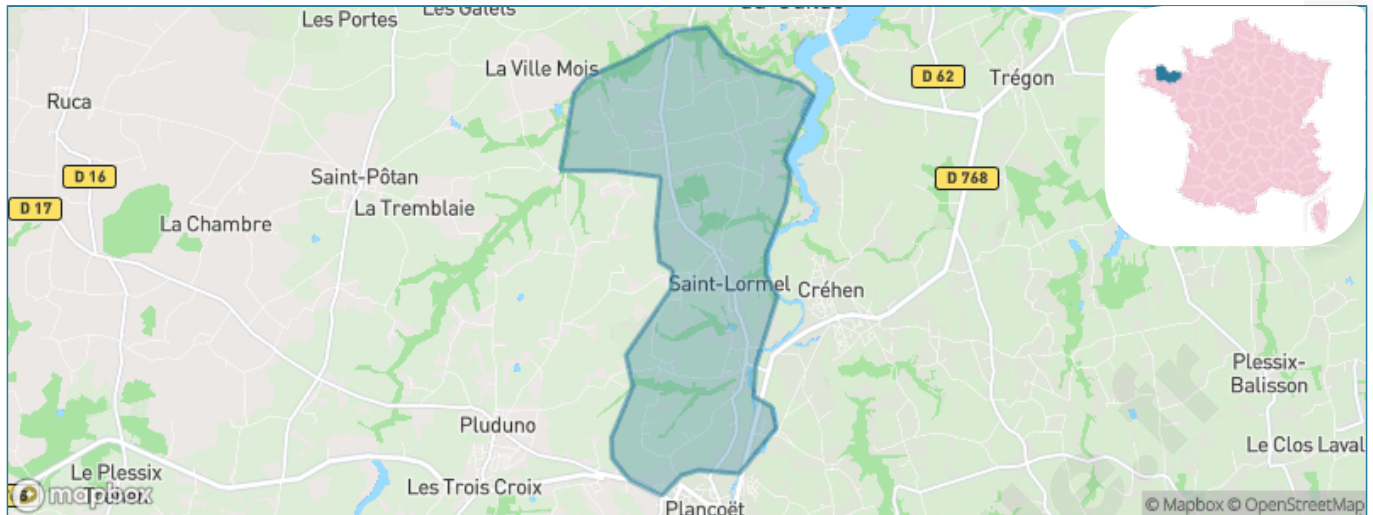 Les Portes
Les Galets
La Ville Mois
D 62
Trégon
Ruca
D 16
Saint-Pôtan
D 768
D 17
La Tremblaie
La Chambre
Saint-Lormel
Créhen
Plessix-
Balisson
Pluduno
Le Clos Laval
Le Plessix
Les Trois Croix
mapbox
Plancoët
© Mapbox © OpenStreetMap